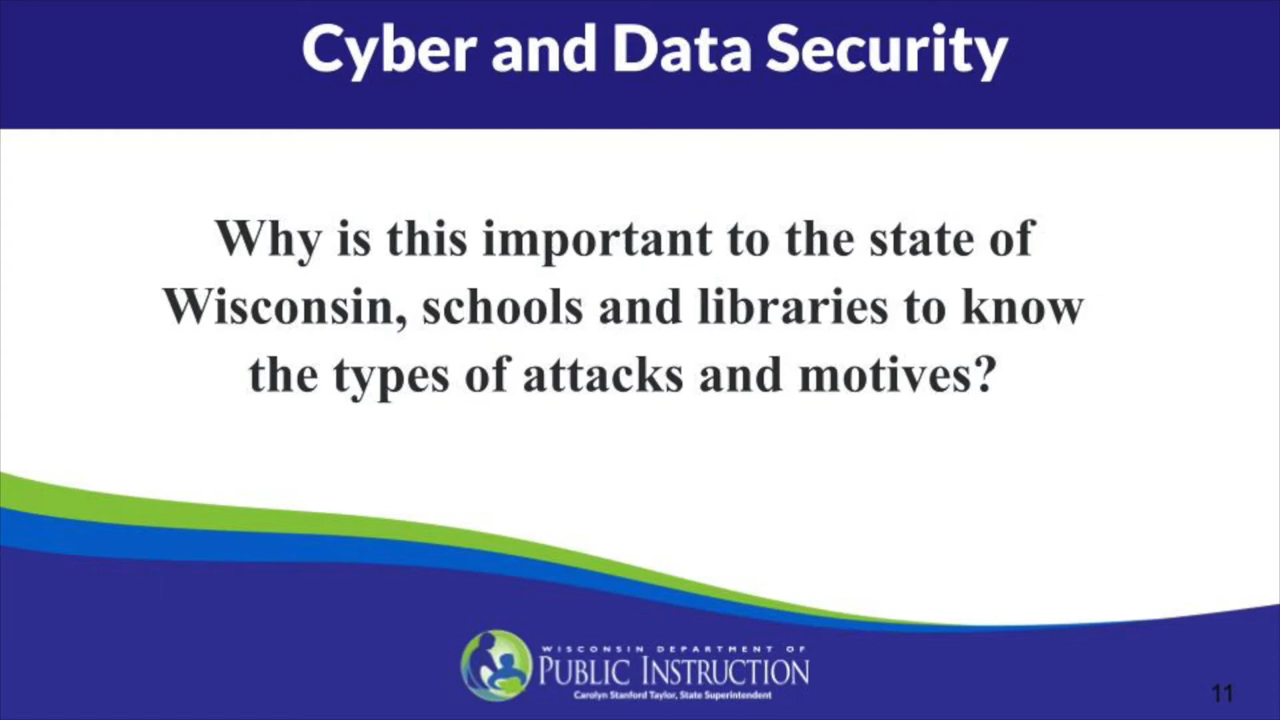 Cyber and Data Security
Why is this important to the state of
Wisconsin, schools and libraries to know
the types of attacks and motives?
WISCONSIN DEPARTMENT OF
PUBLIC INSTRUCTION
Carolyn Stanford Taylor, State Superintendent
11